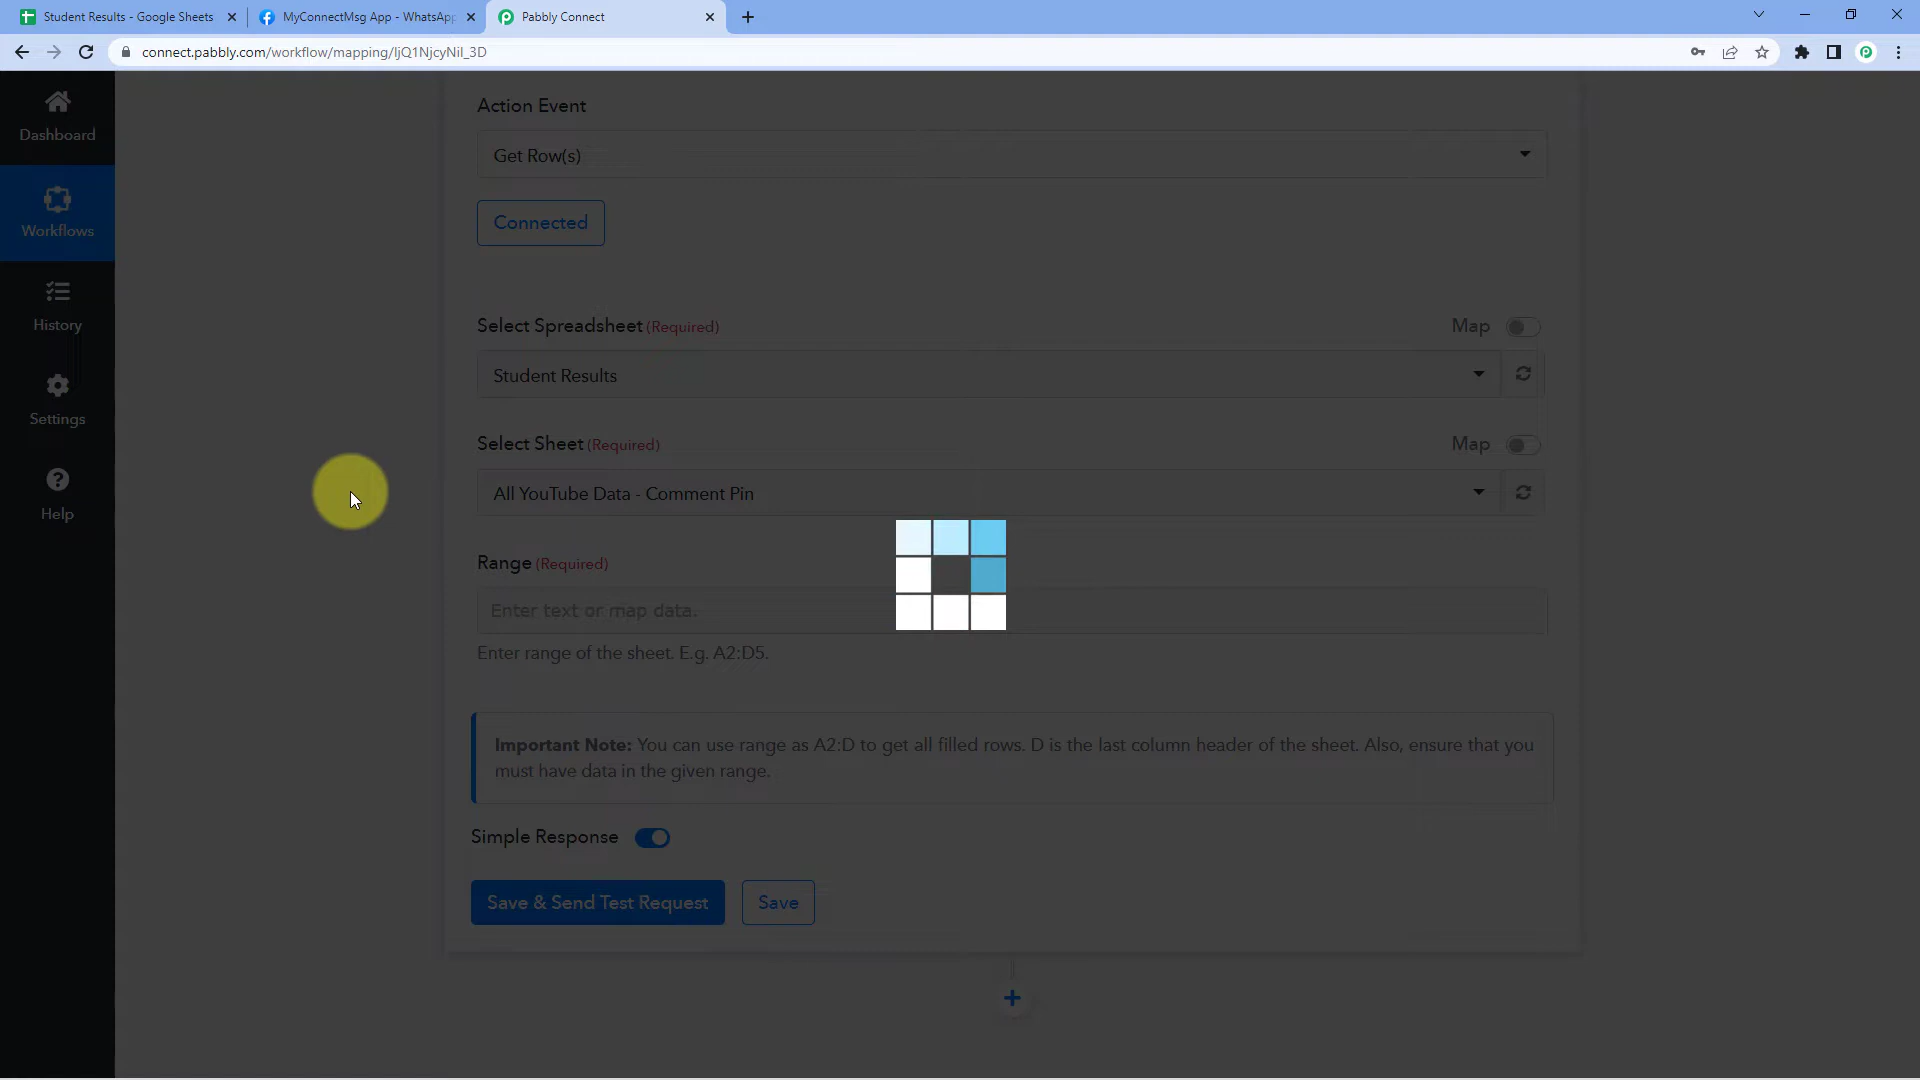 Student Results - Google Sheets
MyConnectMsg App - WhatsApp
Pabbly Connect
connect.pabbly.com/workflow/mapping/IjQ1NjcyNiI_3D
Dashboard
Workflows
History
Settings
Help
Action Event
Get Row(s)
Connected
Select Spreadsheet (Required)
Map
Student Results
Select Sheet (Required)
Map
All YouTube Data - Comment Pin
Range (Required)
Enter text or map data.
Enter range of the sheet. E.g. A2:D5.
Important Note: You can use range as A2:D to get all filled rows. D is the last column header of the sheet. Also, ensure that you
must have data in the given range.
Simple Response
Save & Send Test Request
Save